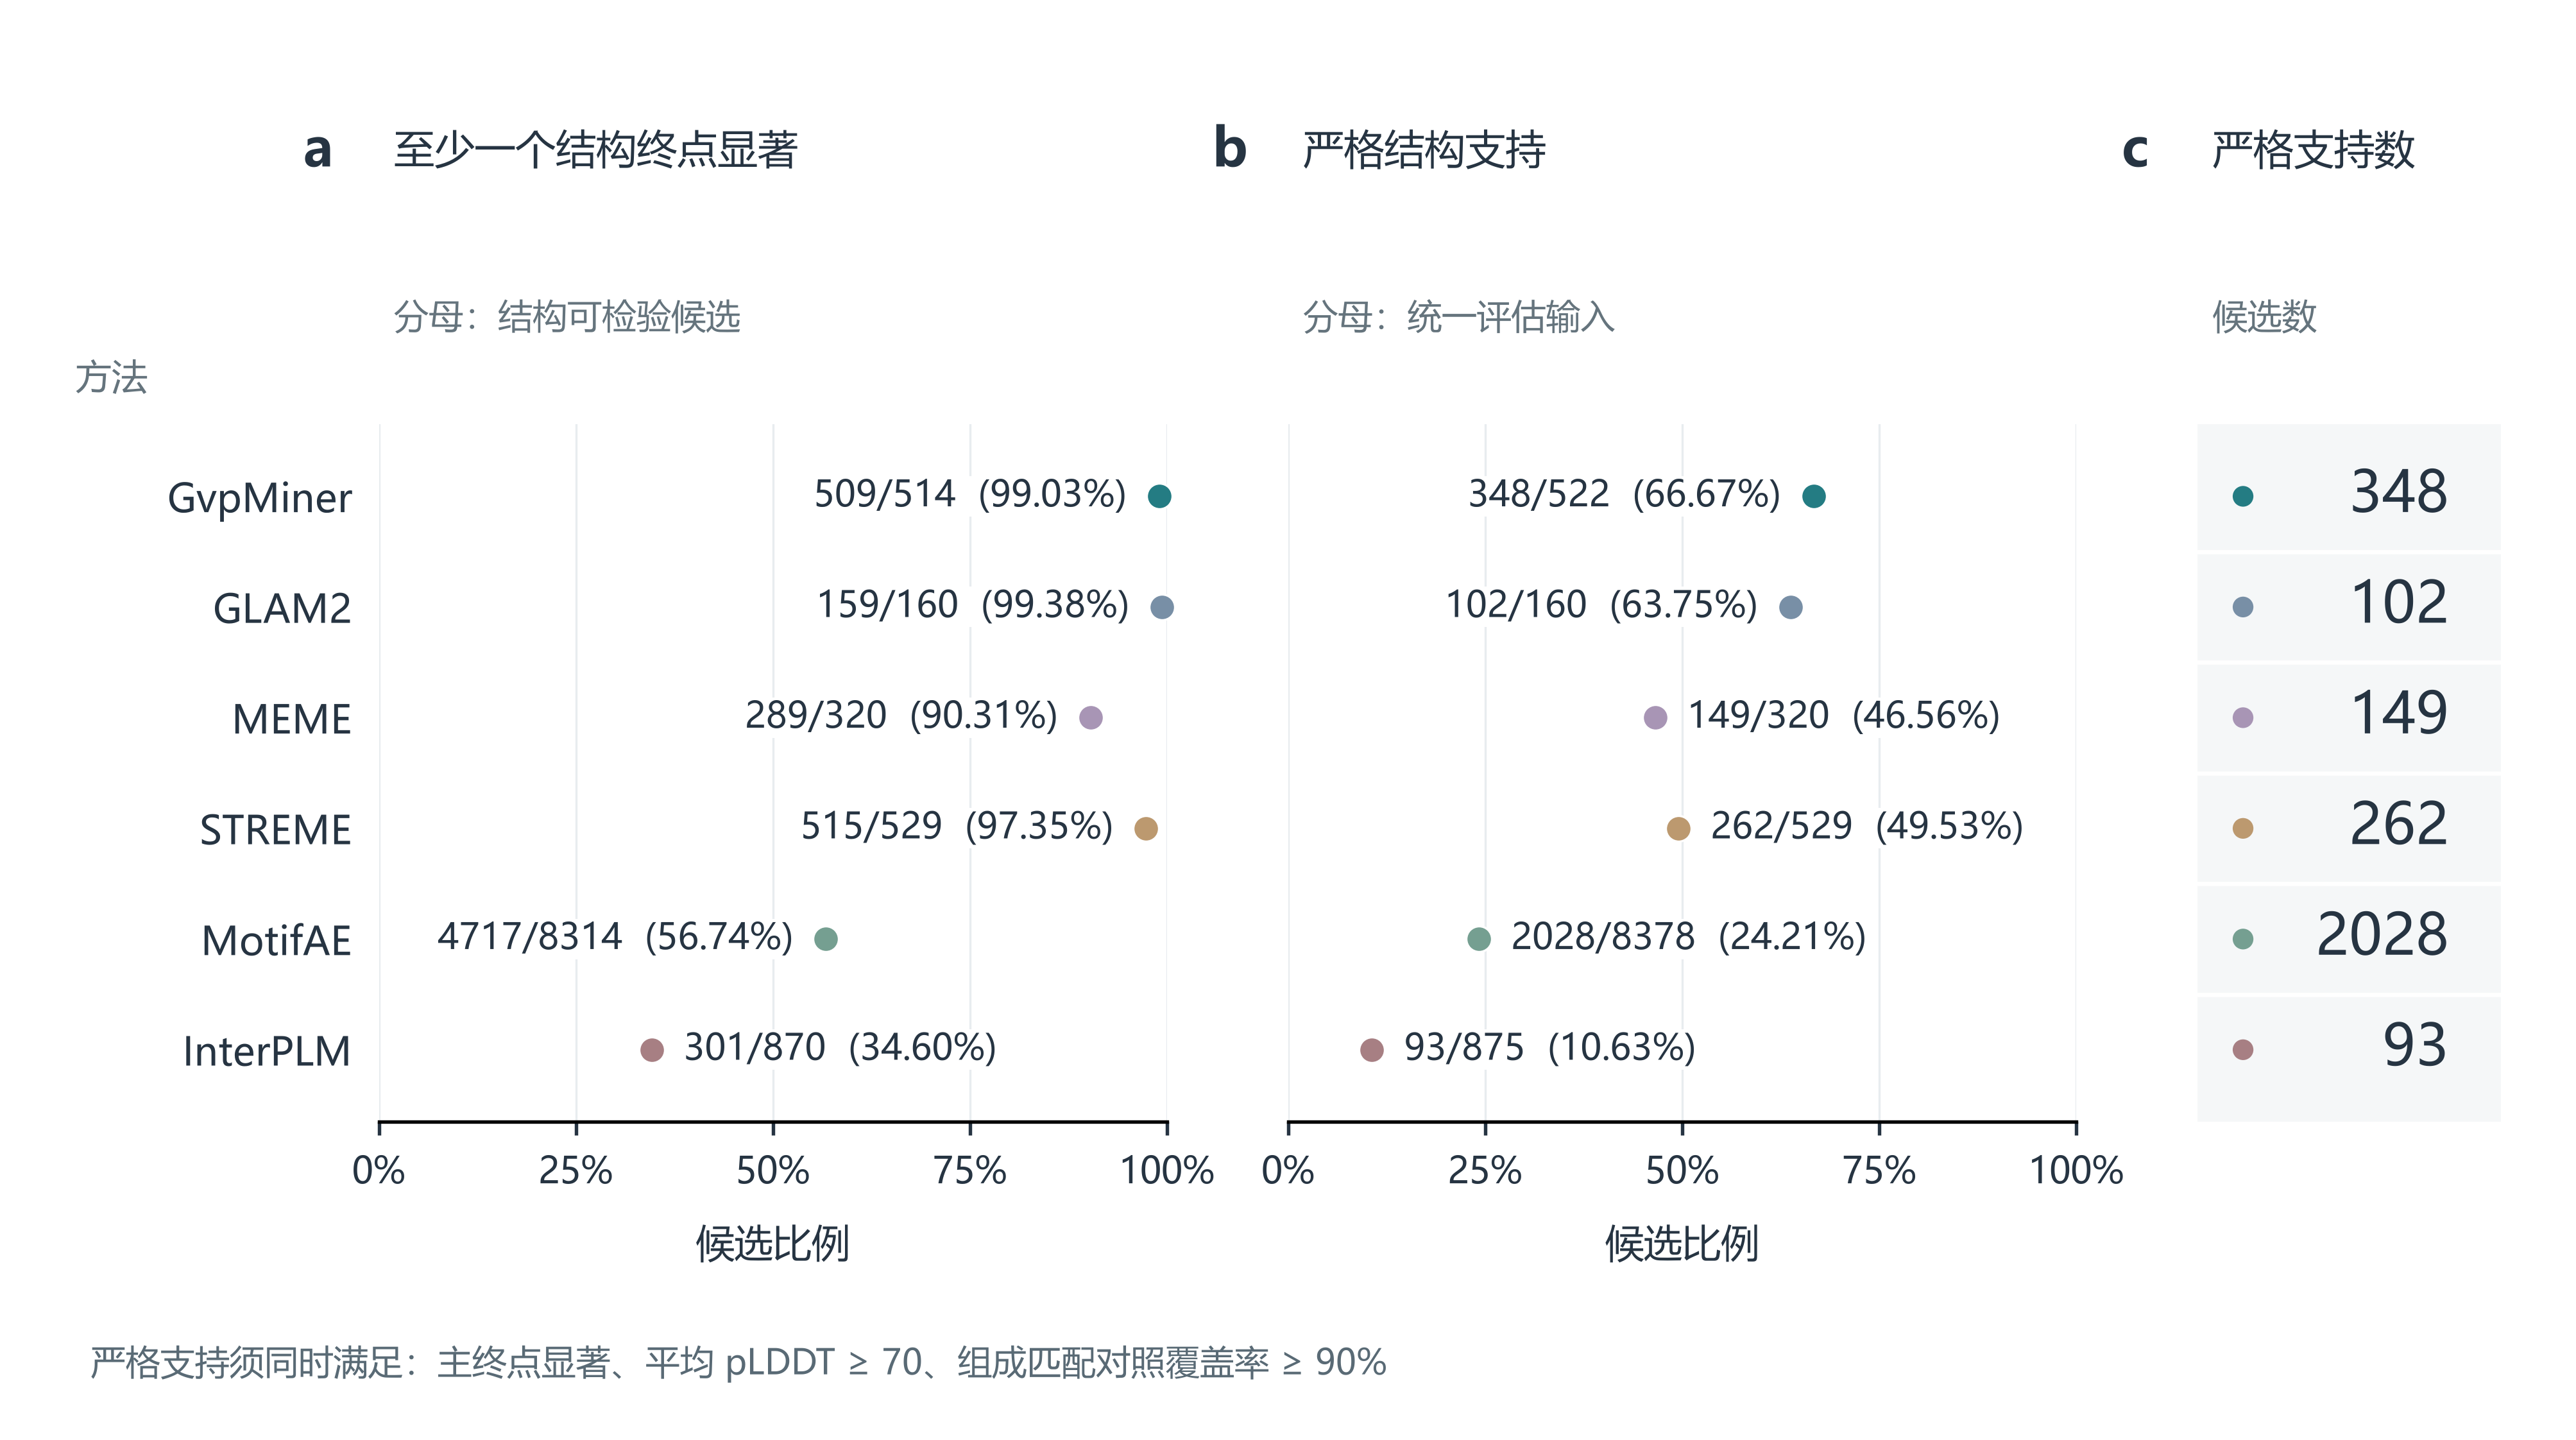 a 至少一个结构终点显著
b 严格结构支持
c 严格支持数
分母：结构可检验候选
分母：统一评估输入
候选数
方法
GvpMiner 509/514 (99.03%) 348/522 (66.67%) 348
GLAM2 159/160 (99.38%) 102/160 (63.75%) 102
MEME 289/320 (90.31%) 149/320 (46.56%) 149
STREME 515/529 (97.35%) 262/529 (49.53%) 262
MotifAE 4717/8314 (56.74%) 2028/8378 (24.21%) 2028
InterPLM 301/870 (34.60%) 93/875 (10.63%) 93
0% 25% 50% 75% 100% 0% 25% 50% 75% 100%
候选比例 候选比例
严格支持须同时满足：主终点显著、平均 pLDDT ≥ 70、组成匹配对照覆盖率 ≥ 90%